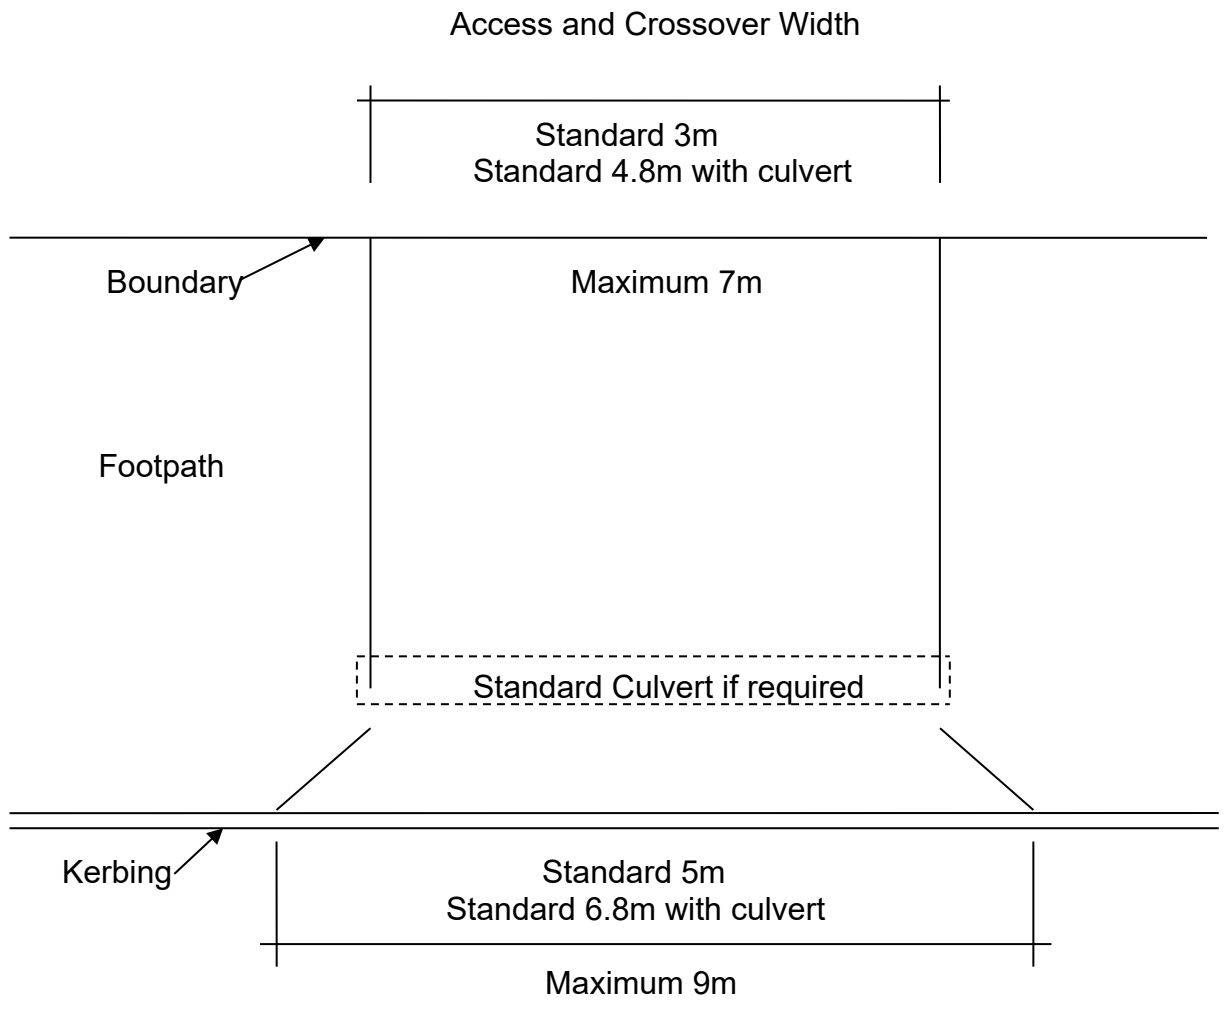 Access and Crossover Width
Standard 3m
Standard 4.8m with culvert
Boundary
Maximum 7m
Footpath
Standard Culvert if required
Kerbing
Standard 5m
Standard 6.8m with culvert
Maximum 9m